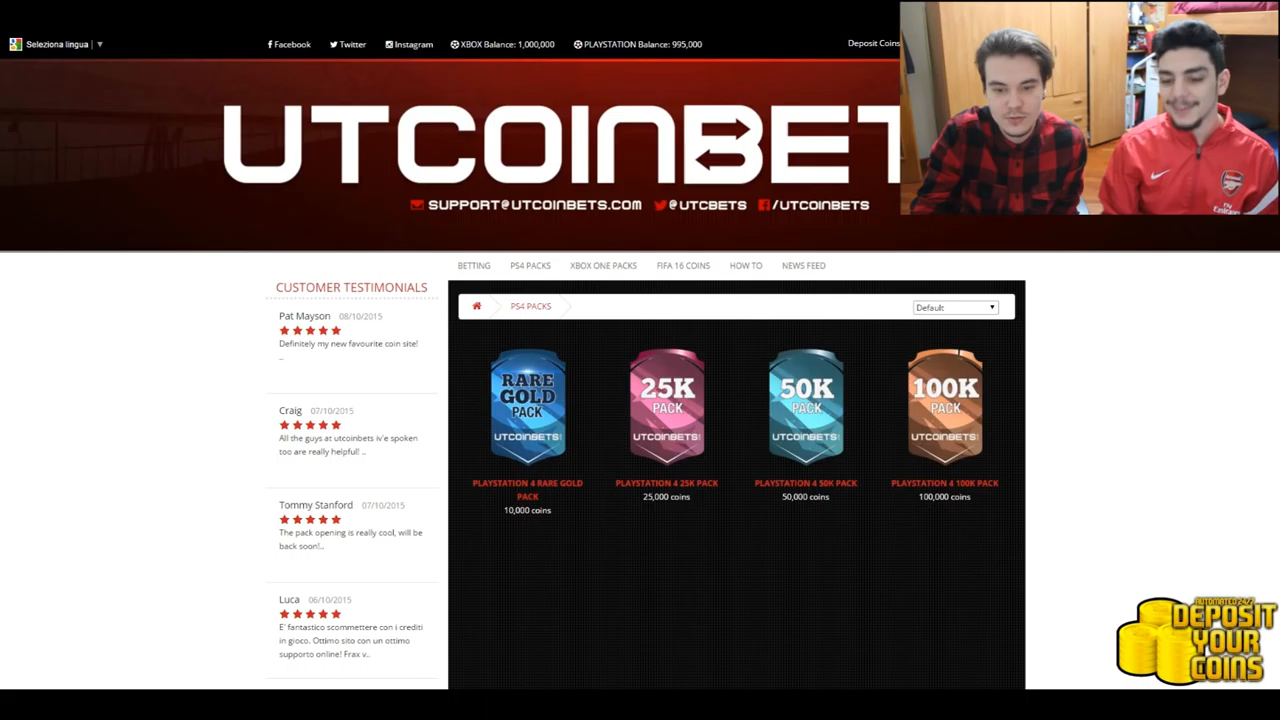 Seleziona lingua
Facebook
Twitter
Instagram
XBOX Balance: 1,000,000
PLAYSTATION Balance: 995,000
Deposit Coins
UTCOINBET
SUPPORT@UTCOINBETS.COM
@UTCBETS
/UTCOINBETS
BETTING
PS4 PACKS
XBOX ONE PACKS
FIFA 16 COINS
HOW TO
NEWS FEED
CUSTOMER TESTIMONIALS
Pat Mayson 08/10/2015
Definitely my new favourite coin site!
..
Craig 07/10/2015
All the guys at utcoinbets iv'e spoken
too are really helpful! ..
Tommy Stanford 07/10/2015
The pack opening is really cool, will be
back soon!..
Luca 06/10/2015
E' fantastico scommettere con i crediti
in gioco. Ottimo sito con un ottimo
supporto online! Frax v..
PS4 PACKS
Default
RARE
GOLD
PACK
UTCOINBETS!
PLAYSTATION 4 RARE GOLD
PACK
10,000 coins
25K
PACK
UTCOINBETS!
PLAYSTATION 4 25K PACK
25,000 coins
50K
PACK
UTCOINBETS!
PLAYSTATION 4 50K PACK
50,000 coins
100K
PACK
UTCOINBETS!
PLAYSTATION 4 100K PACK
100,000 coins
Arsenal
AUTOMATED 24/7
DEPOSIT
YOUR
COINS